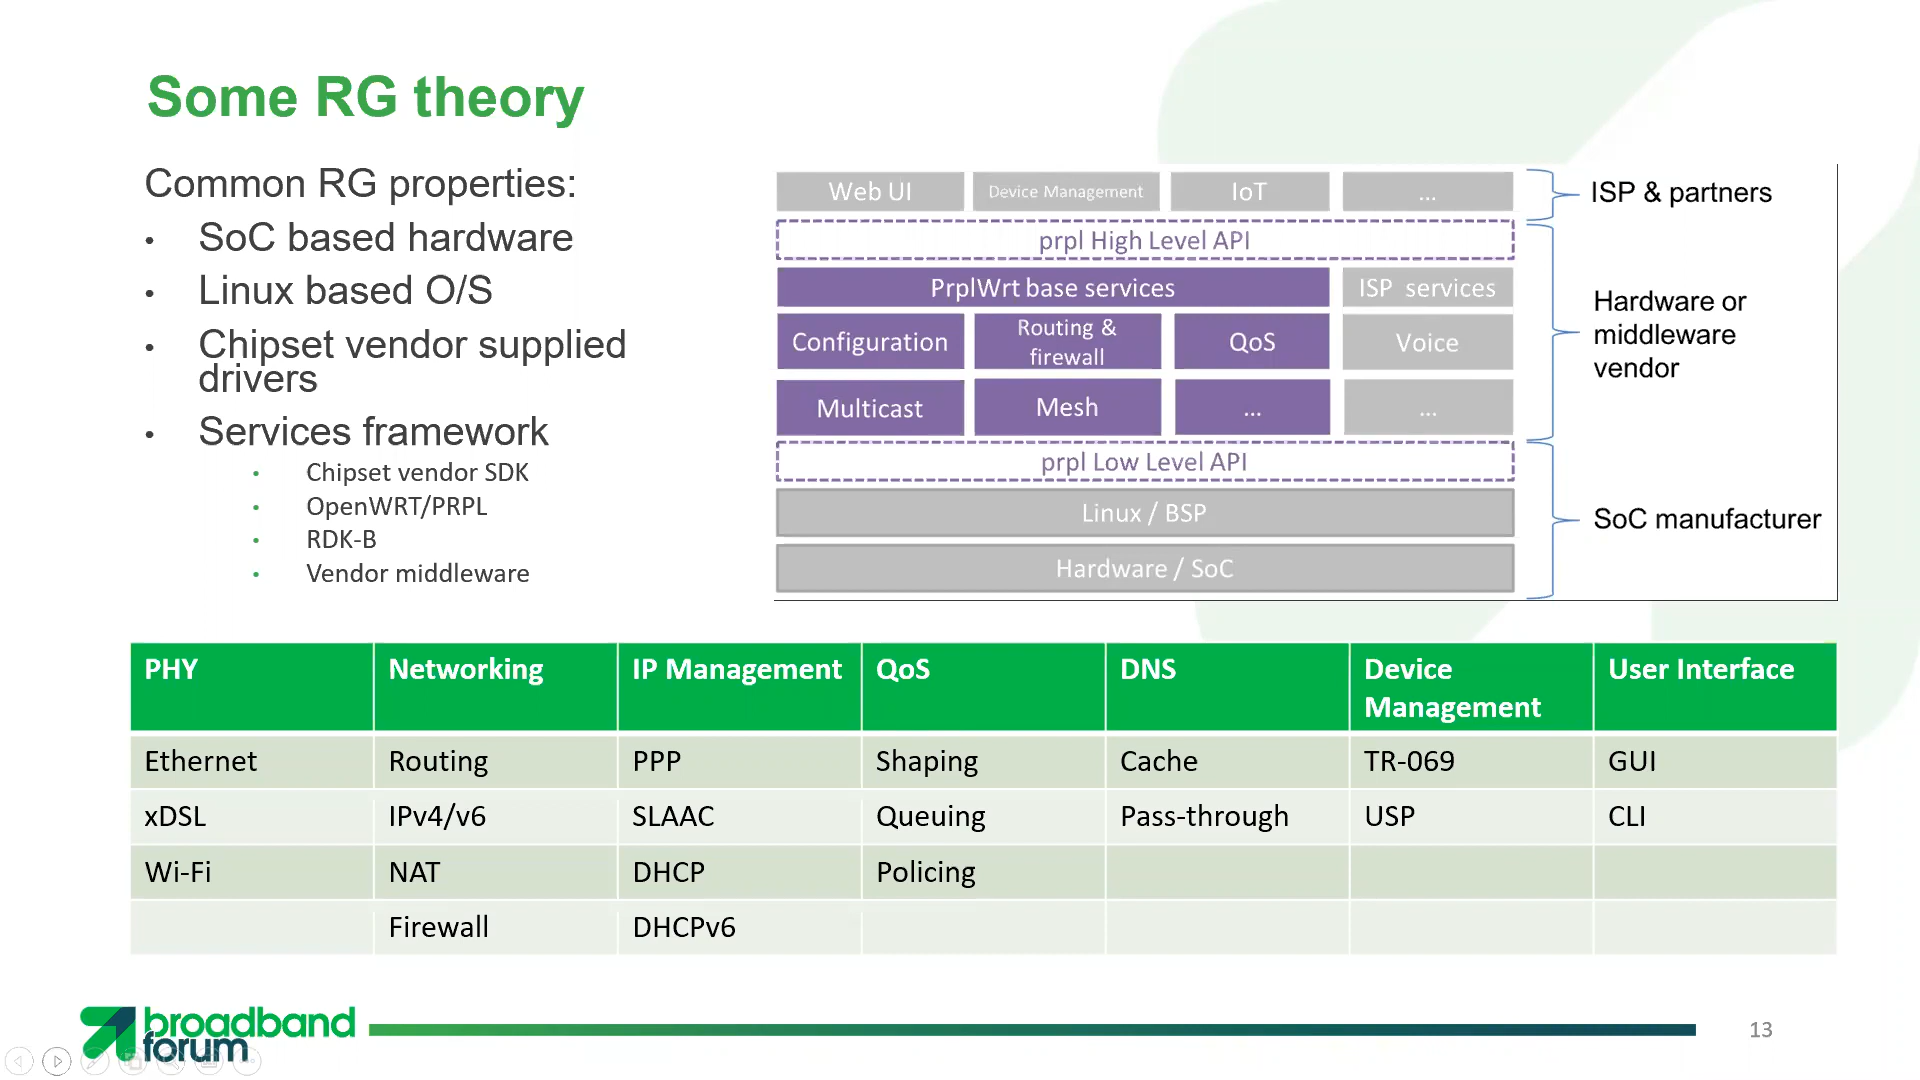 Some RG theory
Common RG properties:
• SoC based hardware
• Linux based O/S
• Chipset vendor supplied
drivers
• Services framework
• Chipset vendor SDK
• OpenWRT/PRPL
• RDK-B
• Vendor middleware
Web UI Device Management IoT ...
prpl High Level API
PrplWrt base services ISP services
Configuration Routing & firewall QoS Voice
Multicast Mesh ... ...
prpl Low Level API
Linux / BSP
Hardware / SoC
ISP & partners
Hardware or
middleware
vendor
SoC manufacturer
PHY Networking IP Management QoS DNS Device Management User Interface
Ethernet Routing PPP Shaping Cache TR-069 GUI
xDSL IPv4/v6 SLAAC Queuing Pass-through USP CLI
Wi-Fi NAT DHCP Policing
Firewall DHCPv6
broadband
forum
13